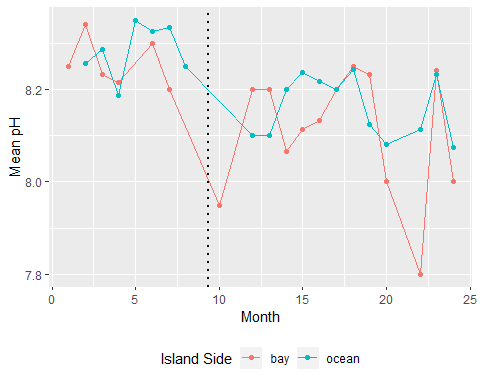 8.2
8.0
7.8
Mean pH
0 5 10 15 20 25
Month
Island Side bay ocean